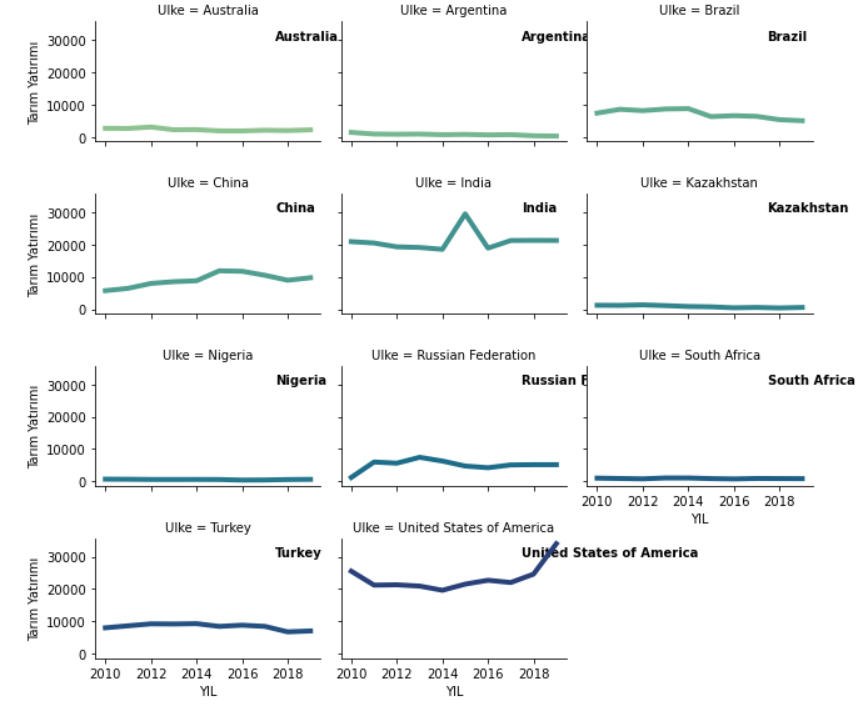 Ulke = Australia
Ulke = Argentina
Ulke = Brazil
30000
20000
10000
0
Tarım Yatırımı
Australia
Argentina
Brazil
Ulke = China
Ulke = India
Ulke = Kazakhstan
30000
20000
10000
0
Tarım Yatırımı
China
India
Kazakhstan
Ulke = Nigeria
Ulke = Russian Federation
Ulke = South Africa
30000
20000
10000
0
Tarım Yatırımı
Nigeria
Russian F
South Africa
2010 2012 2014 2016 2018
YIL
Ulke = Turkey
Ulke = United States of America
30000
20000
10000
0
Tarım Yatırımı
Turkey
United States of America
2010 2012 2014 2016 2018
YIL
2010 2012 2014 2016 2018
YIL